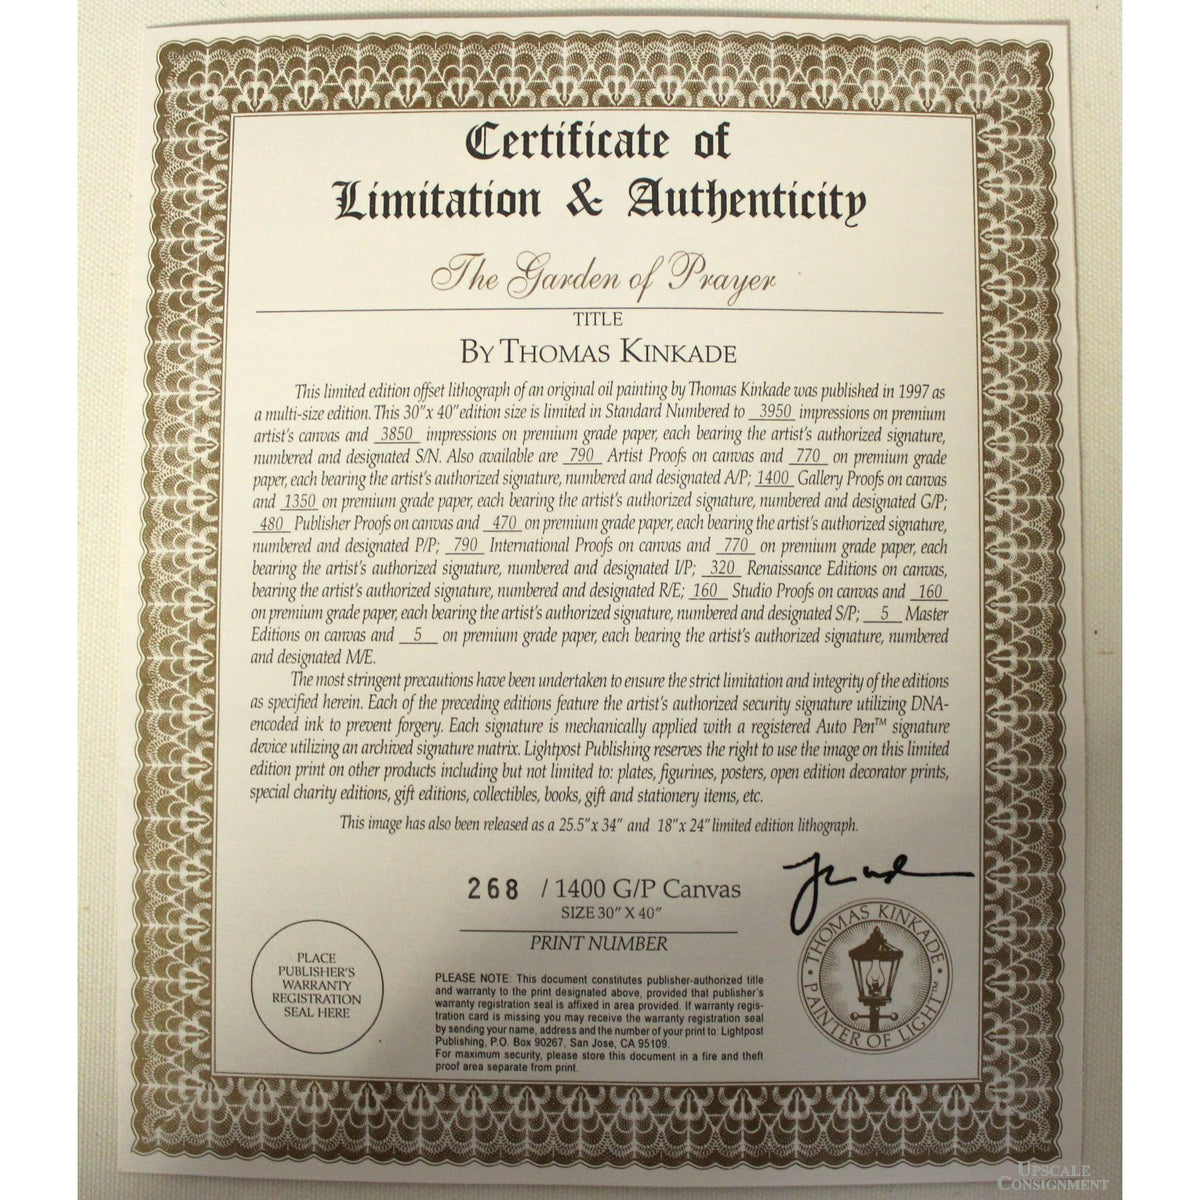 Certificate of
Limitation & Authenticity
The Garden of Prayer
TITLE
BY THOMAS KINKADE
This limited edition offset lithograph of an original oil painting by Thomas Kinkade was published in 1997 as
a multi-size edition. This 30"x 40" edition size is limited in Standard Numbered to 3950 impressions on premium
artist's canvas and 3850 impressions on premium grade paper, each bearing the artist's authorized signature,
numbered and designated S/N. Also available are 790 Artist Proofs on canvas and 770 on premium grade
paper, each bearing the artist's authorized signature, numbered and designated A/P; 1400 Gallery Proofs on canvas
and 1350 on premium grade paper, each bearing the artist's authorized signature, numbered and designated G/P;
480 Publisher Proofs on canvas and 470 on premium grade paper, each bearing the artist's authorized signature,
numbered and designated P/P; 790 International Proofs on canvas and 770 on premium grade paper, each
bearing the artist's authorized signature, numbered and designated I/P; 320 Renaissance Editions on canvas,
bearing the artist's authorized signature, numbered and designated R/E; 160 Studio Proofs on canvas and 160
on premium grade paper, each bearing the artist's authorized signature, numbered and designated S/P; 5 Master
Editions on canvas and 5 on premium grade paper, each bearing the artist's authorized signature, numbered
and designated M/E.
The most stringent precautions have been undertaken to ensure the strict limitation and integrity of the editions
as specified herein. Each of the preceding editions feature the artist's authorized security signature utilizing DNA-
encoded ink to prevent forgery. Each signature is mechanically applied with a registered Auto Pen™ signature
device utilizing an archived signature matrix. Lightpost Publishing reserves the right to use the image on this limited
edition print on other products including but not limited to: plates, figurines, posters, open edition decorator prints,
special charity editions, gift editions, collectibles, books, gift and stationery items, etc.
This image has also been released as a 25.5"x 34" and 18"x 24" limited edition lithograph.
268 / 1400 G/P Canvas
SIZE 30" X 40"
PRINT NUMBER
PLACE
PUBLISHER'S
WARRANTY
REGISTRATION
SEAL HERE
PLEASE NOTE: This document constitutes publisher-authorized title
and warranty to the print designated above, provided that publisher's
warranty registration seal is affixed in area provided. If warranty regis-
tration card is missing you may receive the warranty registration seal
by sending your name, address and the number of your print to: Lightpost
Publishing, P.O. Box 90267, San Jose, CA 95109.
For maximum security, please store this document in a fire and theft
proof area separate from print.
THOMAS KINKADE
PAINTER OF LIGHT™
UPSCALE
CONSIGNMENT